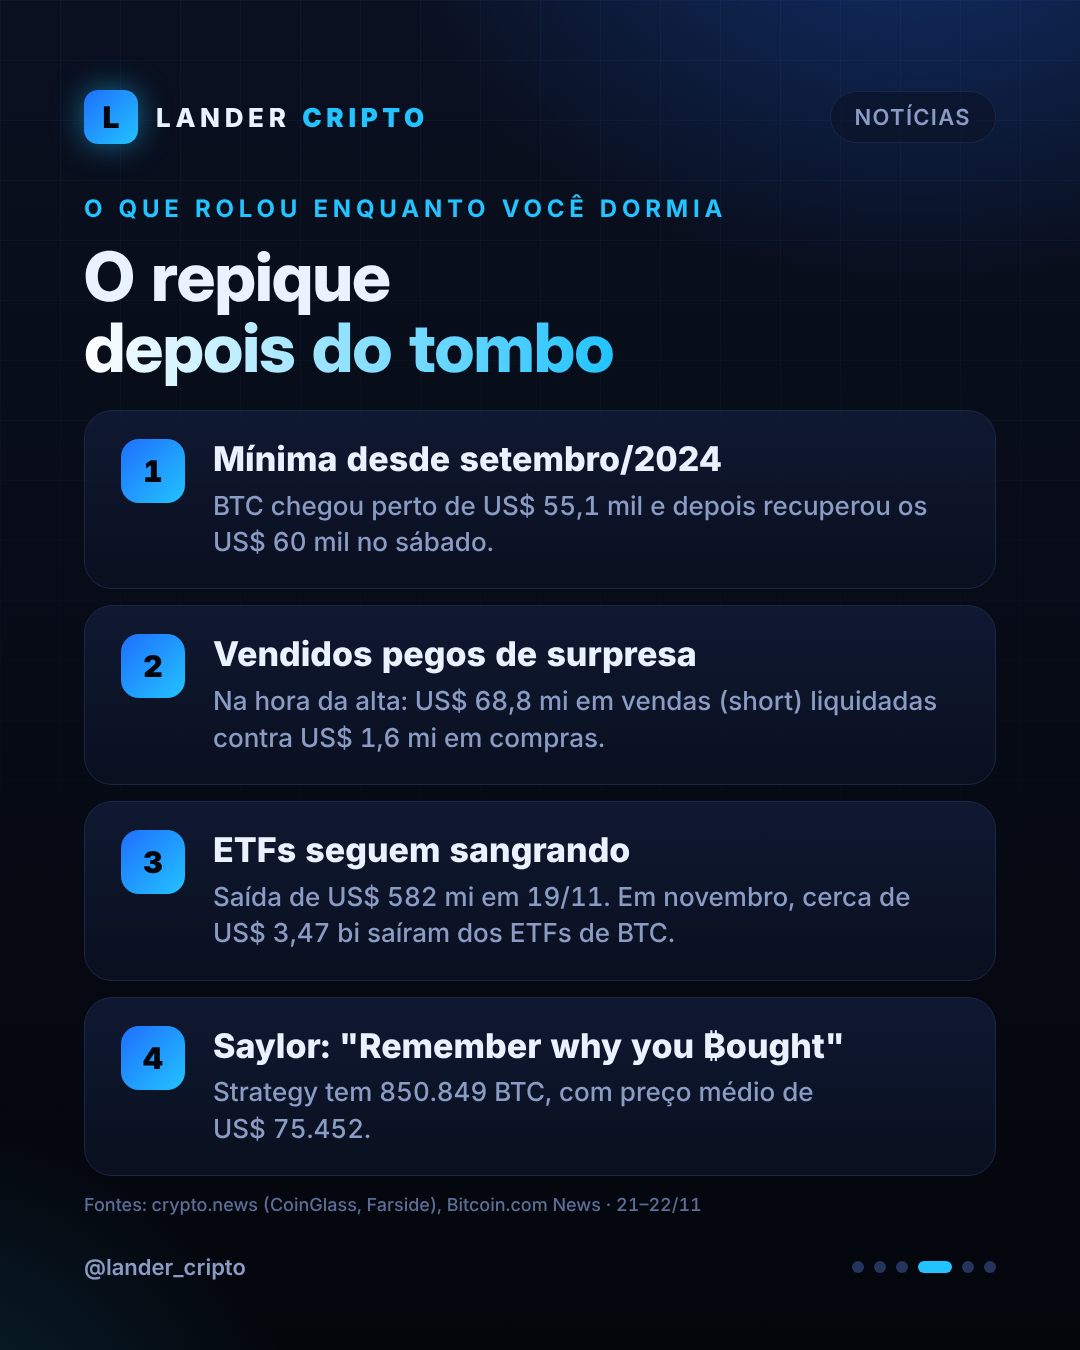 L LANDER CRIPTO
NOTÍCIAS
O QUE ROLOU ENQUANTO VOCÊ DORMIA
O repique
depois do tombo
1
Mínima desde setembro/2024
BTC chegou perto de US$ 55,1 mil e depois recuperou os
US$ 60 mil no sábado.
2
Vendidos pegos de surpresa
Na hora da alta: US$ 68,8 mi em vendas (short) liquidadas
contra US$ 1,6 mi em compras.
3
ETFs seguem sangrando
Saída de US$ 582 mi em 19/11. Em novembro, cerca de
US$ 3,47 bi saíram dos ETFs de BTC.
4
Saylor: "Remember why you ₿ought"
Strategy tem 850.849 BTC, com preço médio de
US$ 75.452.
Fontes: crypto.news (CoinGlass, Farside), Bitcoin.com News · 21–22/11
@lander_cripto